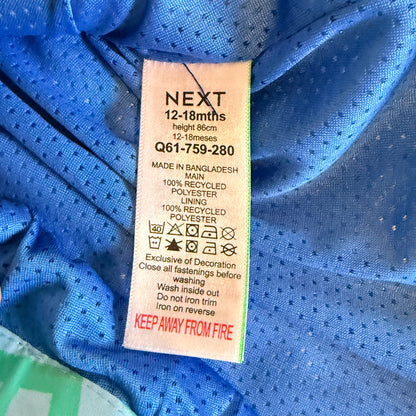 NEXT
12-18mths
height 86cm
12-18meses
Q61-759-280
MADE IN BANGLADESH
MAIN
100% RECYCLED
POLYESTER
LINING
100% RECYCLED
POLYESTER
40
Exclusive of Decoration
Close all fastenings before
washing
Wash inside out
Do not iron trim
Iron on reverse
KEEP AWAY FROM FIRE